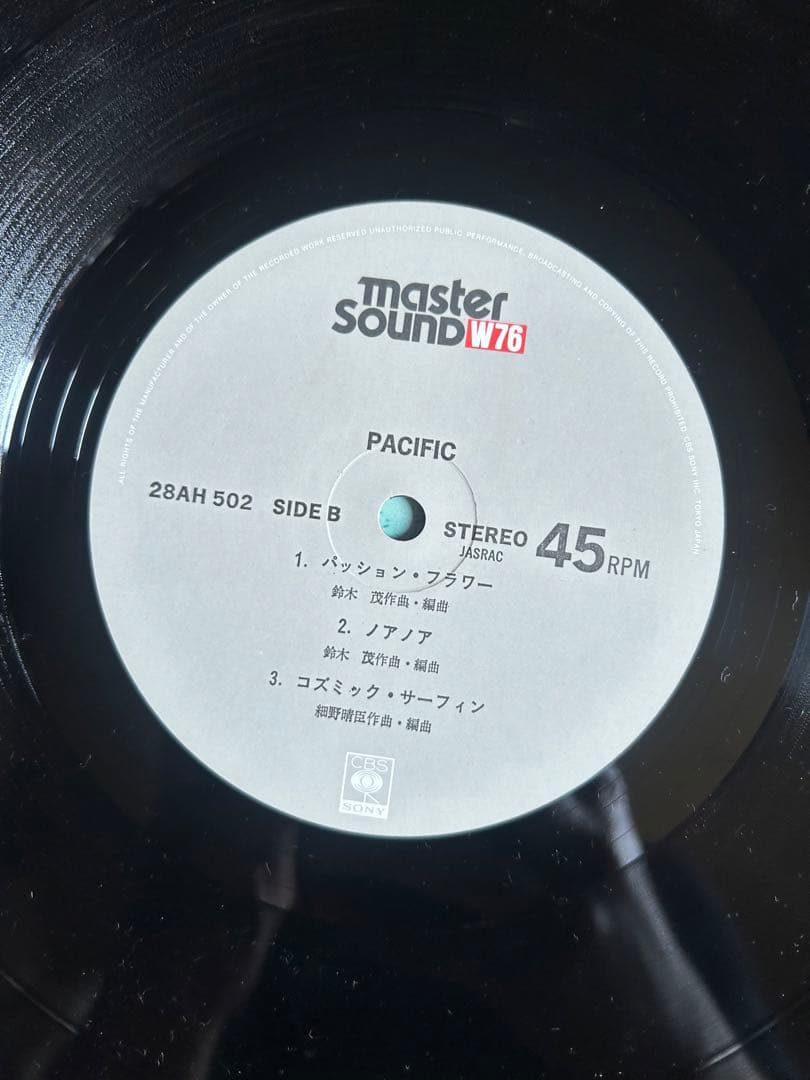 ALL RIGHTS OF THE MANUFACTURER AND OF THE OWNER OF THE RECORDED WORK RESERVED UNAUTHORIZED PUBLIC PERFORMANCE, BROADCASTING AND COPYING OF THIS RECORD PROHIBITED. CBS SONY INC. TOKYO JAPAN
master
sound W76
PACIFIC
28AH 502 SIDE B
STEREO 45 RPM
JASRAC
1. パッション・フラワー
鈴木 茂作曲・編曲
2. ノアノア
鈴木 茂作曲・編曲
3. コズミック・サーフィン
細野晴臣作曲・編曲
CBS
SONY